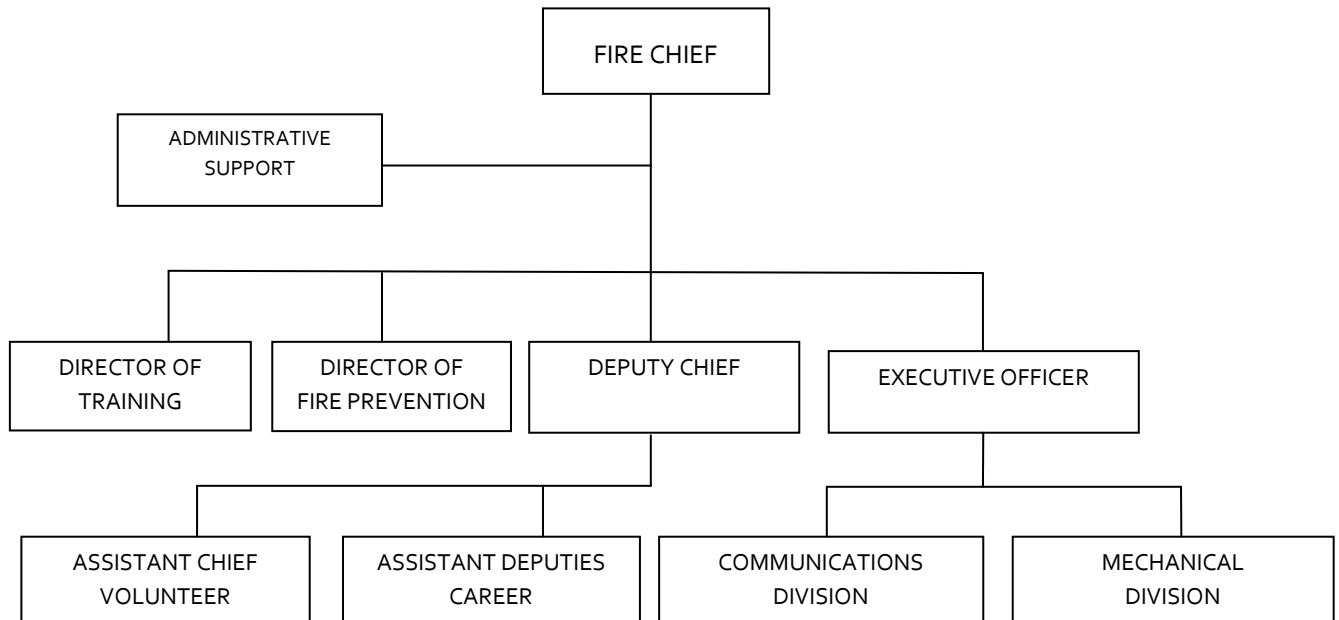 FIRE CHIEF
ADMINISTRATIVE
SUPPORT
DIRECTOR OF
TRAINING
DIRECTOR OF
FIRE PREVENTION
DEPUTY CHIEF
EXECUTIVE OFFICER
ASSISTANT CHIEF
VOLUNTEER
ASSISTANT DEPUTIES
CAREER
COMMUNICATIONS
DIVISION
MECHANICAL
DIVISION